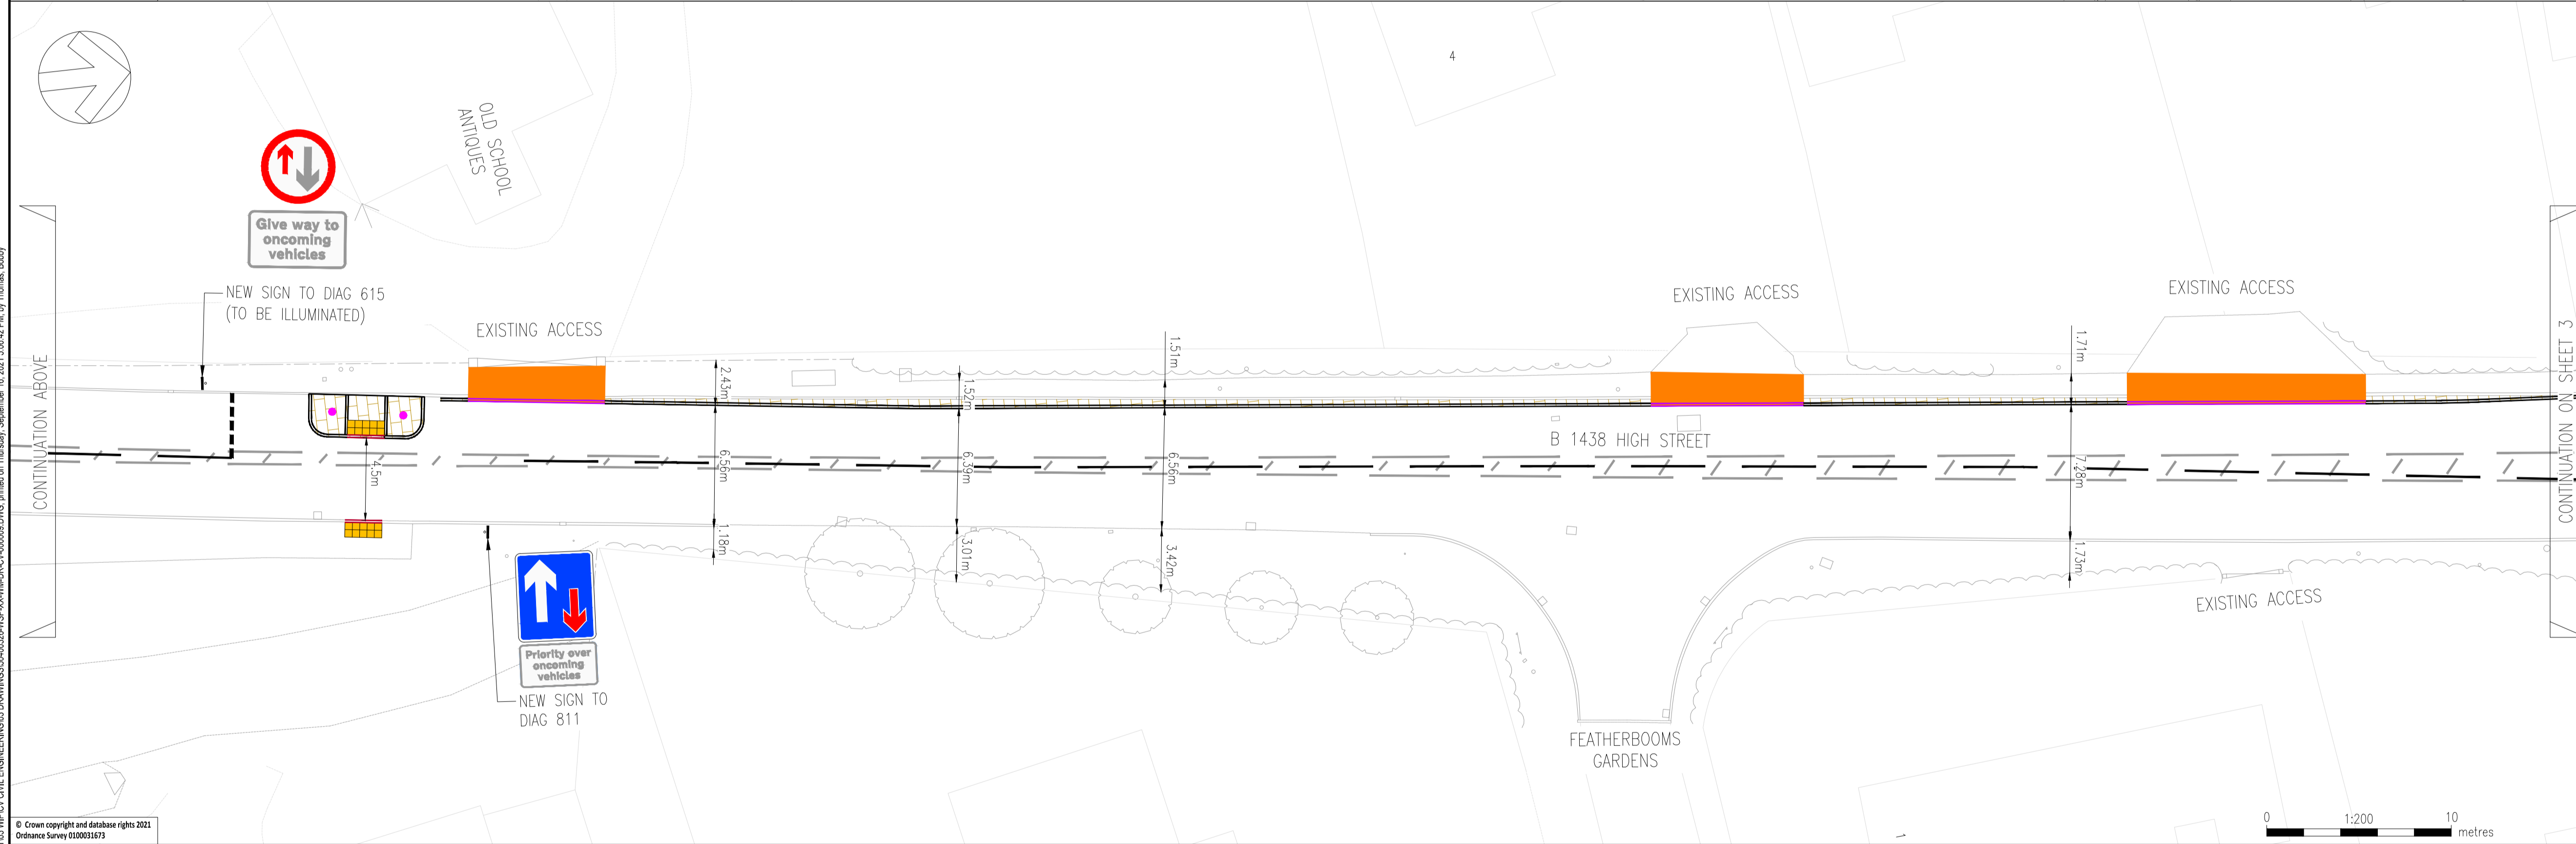 4
OLD SCHOOL
ANTIQUES
Give way to
oncoming
vehicles
NEW SIGN TO DIAG 615
(TO BE ILLUMINATED)
EXISTING ACCESS
EXISTING ACCESS
EXISTING ACCESS
CONTINUATION ABOVE
CONTINUATION ON SHEET 3
2.43m
1.52m
1.51m
1.71m
B 1438 HIGH STREET
4.5m
6.56m
6.39m
6.56m
7.28m
1.18m
3.01m
3.42m
1.73m
EXISTING ACCESS
Priority over
oncoming
vehicles
NEW SIGN TO
DIAG 811
FEATHERBOOMS
GARDENS
1
0 1:200 10
metres
© Crown copyright and database rights 2021
Ordnance Survey 0100031673